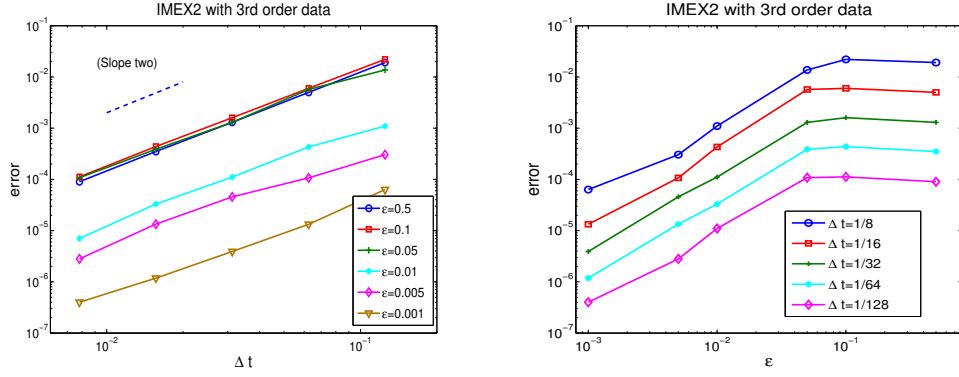 IMEX2 with 3rd order data
10^-1
10^-2
10^-3
10^-4
10^-5
10^-6
10^-7
error
(Slope two)
ε=0.5
ε=0.1
ε=0.05
ε=0.01
ε=0.005
ε=0.001
10^-2
10^-1
Δ t
IMEX2 with 3rd order data
10^-1
10^-2
10^-3
10^-4
10^-5
10^-6
10^-7
error
Δ t=1/8
Δ t=1/16
Δ t=1/32
Δ t=1/64
Δ t=1/128
10^-3
10^-2
10^-1
ε